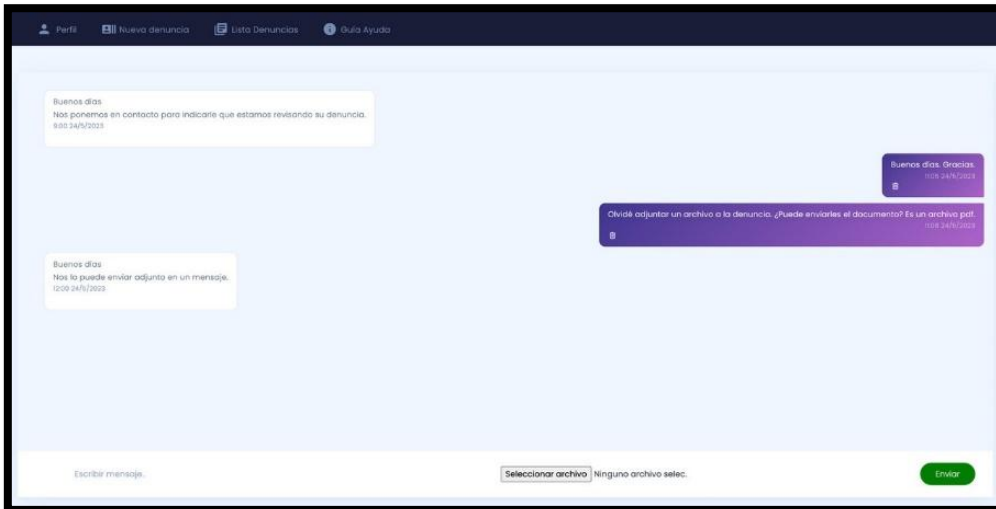 Perfil
Nueva denuncia
Lista Denuncias
Guía Ayuda
Buenos días
Nos ponemos en contacto para indicarle que estamos revisando su denuncia.
9:00 24/5/2023
Buenos días. Gracias.
11:05 24/5/2023
Olvidé adjuntar un archivo a la denuncia. ¿Puede enviarles el documento? Es un archivo pdf.
11:06 24/5/2023
Buenos días
Nos lo puede enviar adjunto en un mensaje.
12:00 24/5/2023
Escribir mensaje.
Seleccionar archivo Ninguno archivo selec.
Enviar